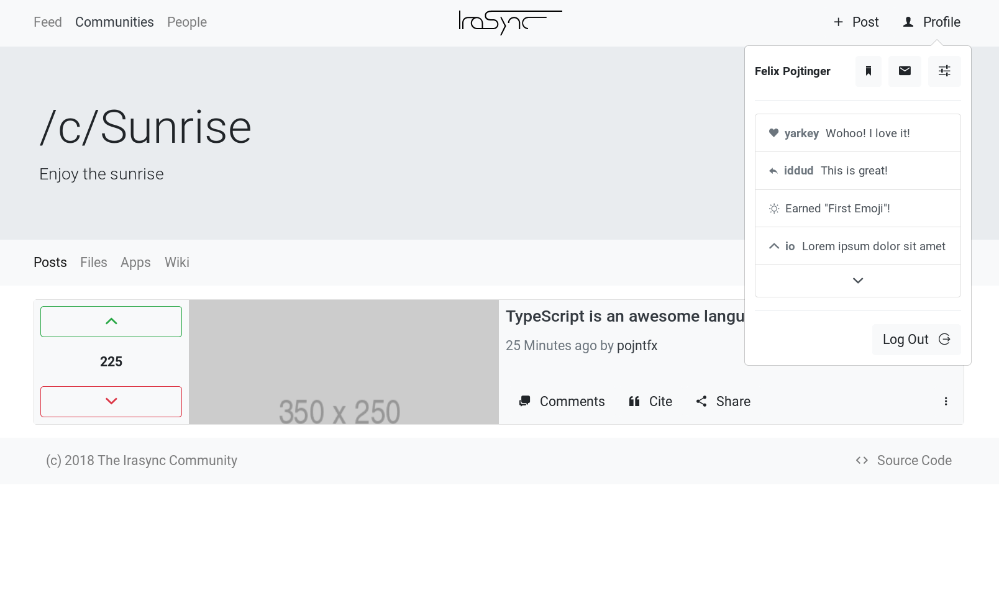 Feed Communities People
IraSync
Post Profile
Felix Pojtinger
/c/Sunrise
Enjoy the sunrise
yarkey Wohoo! I love it!
iddud This is great!
Earned "First Emoji"!
io Lorem ipsum dolor sit amet
Log Out
Posts Files Apps Wiki
225
350 x 250
TypeScript is an awesome langu
25 Minutes ago by pojntfx
Comments Cite Share
(c) 2018 The Irasync Community
Source Code